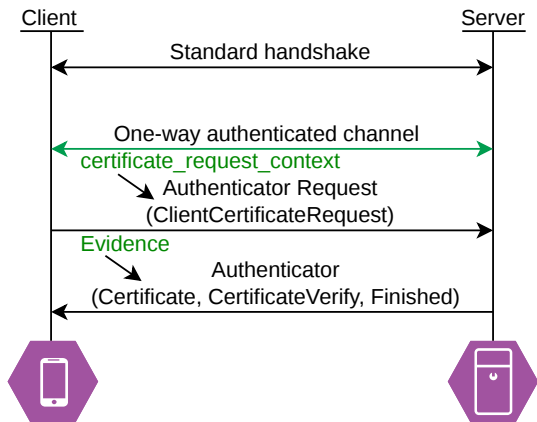 Client
Server
Standard handshake
One-way authenticated channel
certificate_request_context
Authenticator Request
(ClientCertificateRequest)
Evidence
Authenticator
(Certificate, CertificateVerify, Finished)